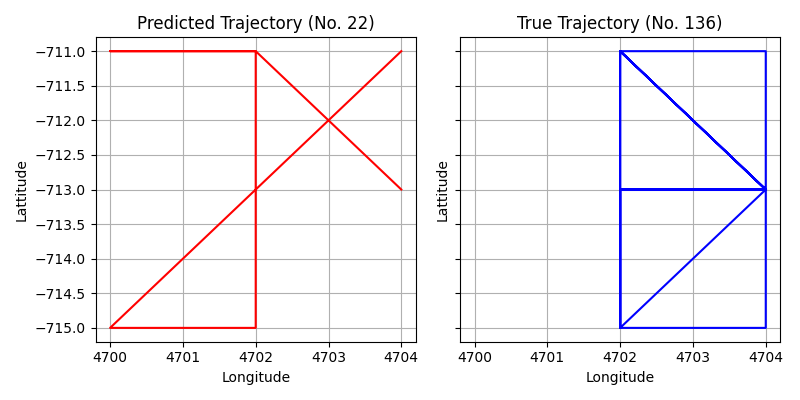 Predicted Trajectory (No. 22)
True Trajectory (No. 136)
−711.0
−711.5
−712.0
−712.5
−713.0
−713.5
−714.0
−714.5
−715.0
Lattitude
Lattitude
4700 4701 4702 4703 4704
4700 4701 4702 4703 4704
Longitude
Longitude